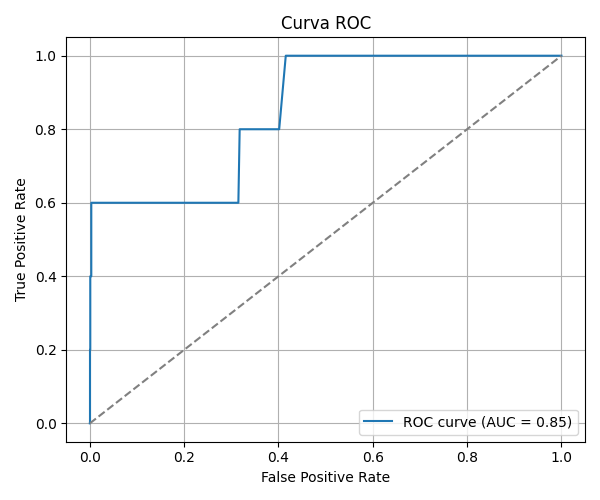 Curva ROC
True Positive Rate
1.0
0.8
0.6
0.4
0.2
0.0
0.0 0.2 0.4 0.6 0.8 1.0
False Positive Rate
ROC curve (AUC = 0.85)